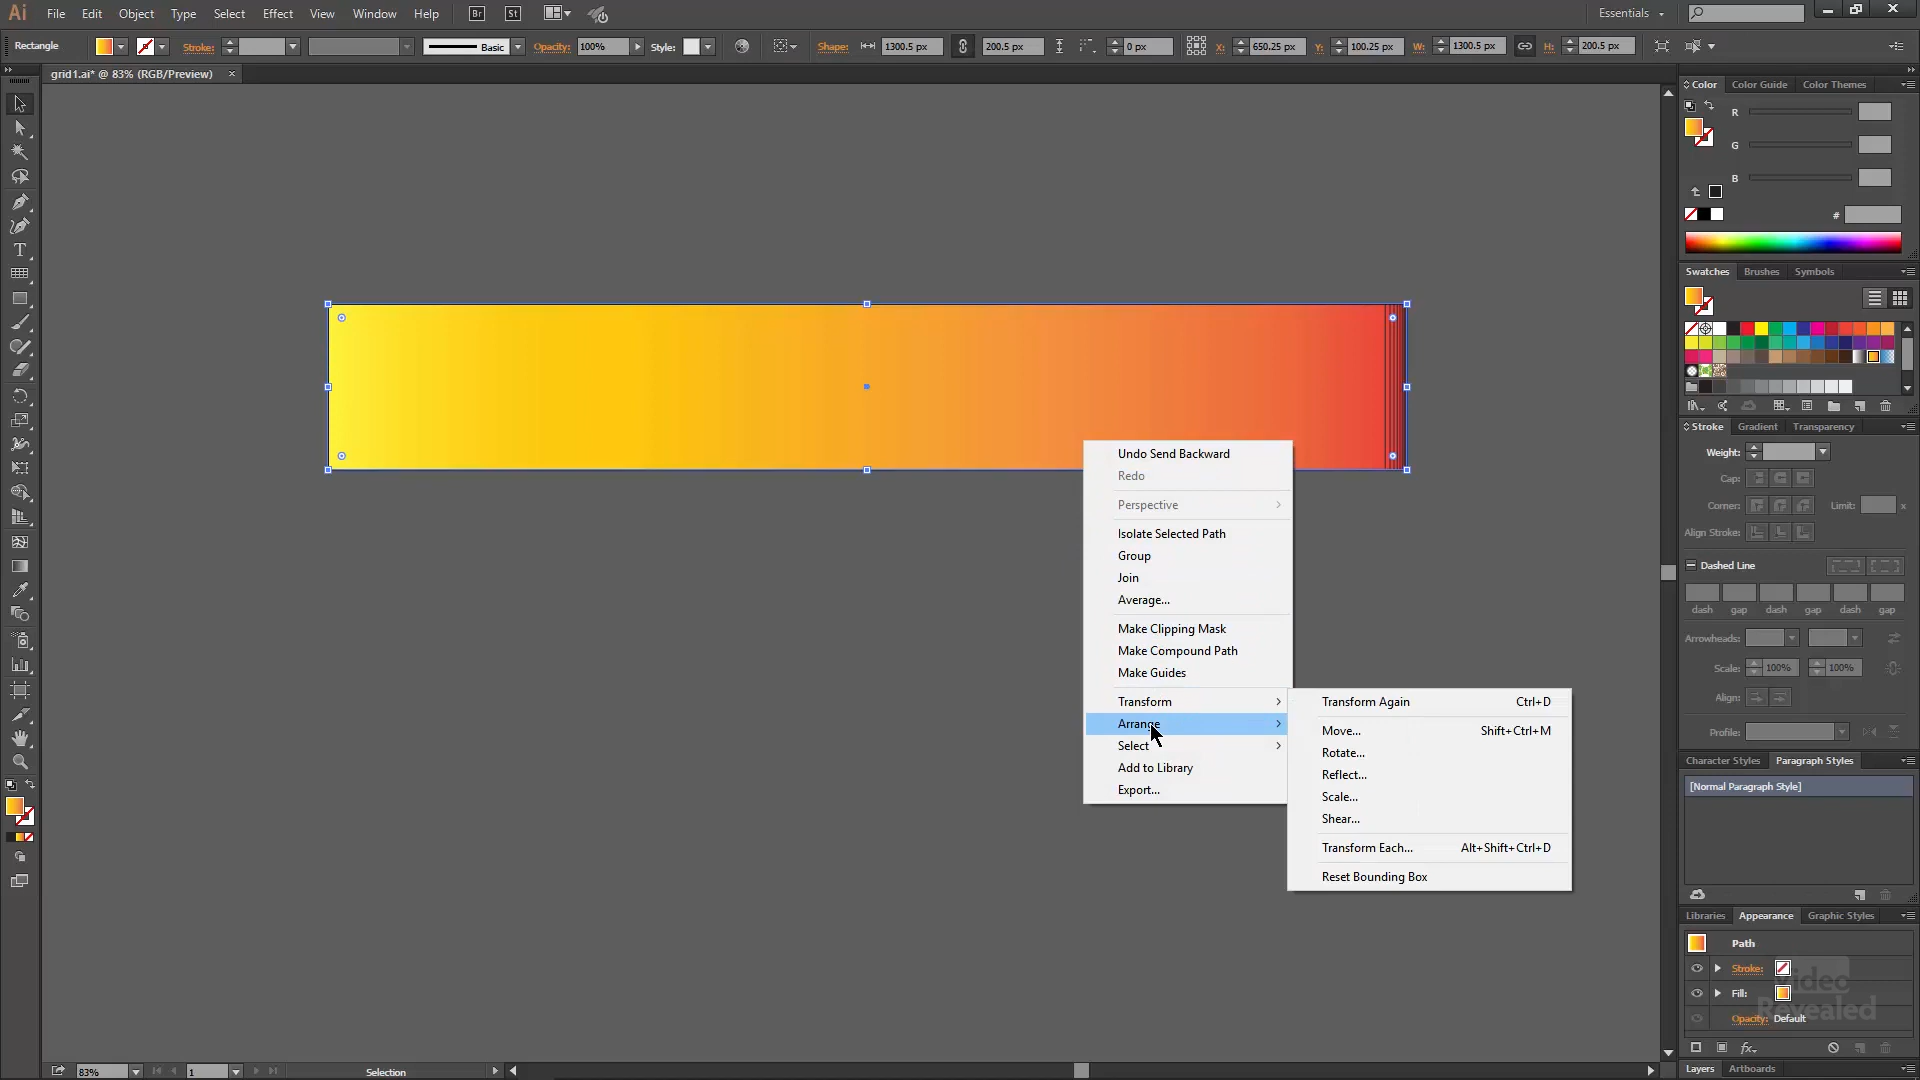 Ai File Edit Object Type Select Effect View Window Help Br St Essentials
Rectangle Stroke: Basic Opacity: 100% Style: Shape: 1300.5 px 200.5 px 0 px X: 650.25 px Y: 100.25 px W: 1300.5 px H: 200.5 px
grid1.ai* @ 83% (RGB/Preview) ×
Color Color Guide Color Themes
R
G
B
#
Swatches Brushes Symbols
Stroke Gradient Transparency
Weight:
Cap:
Corner: Limit: x
Align Stroke:
Dashed Line
dash gap dash gap dash gap
Arrowheads:
Scale: 100% 100%
Align:
Profile:
Character Styles Paragraph Styles
[Normal Paragraph Style]
Libraries Appearance Graphic Styles
Path
Stroke:
Fill:
Opacity: Default
fx
Layers Artboards
Undo Send Backward
Redo
Perspective
Isolate Selected Path
Group
Join
Average...
Make Clipping Mask
Make Compound Path
Make Guides
Transform
Arrange
Select
Add to Library
Export...
Transform Again Ctrl+D
Move... Shift+Ctrl+M
Rotate...
Reflect...
Scale...
Shear...
Transform Each... Alt+Shift+Ctrl+D
Reset Bounding Box
Video
Revealed
83% 1 Selection